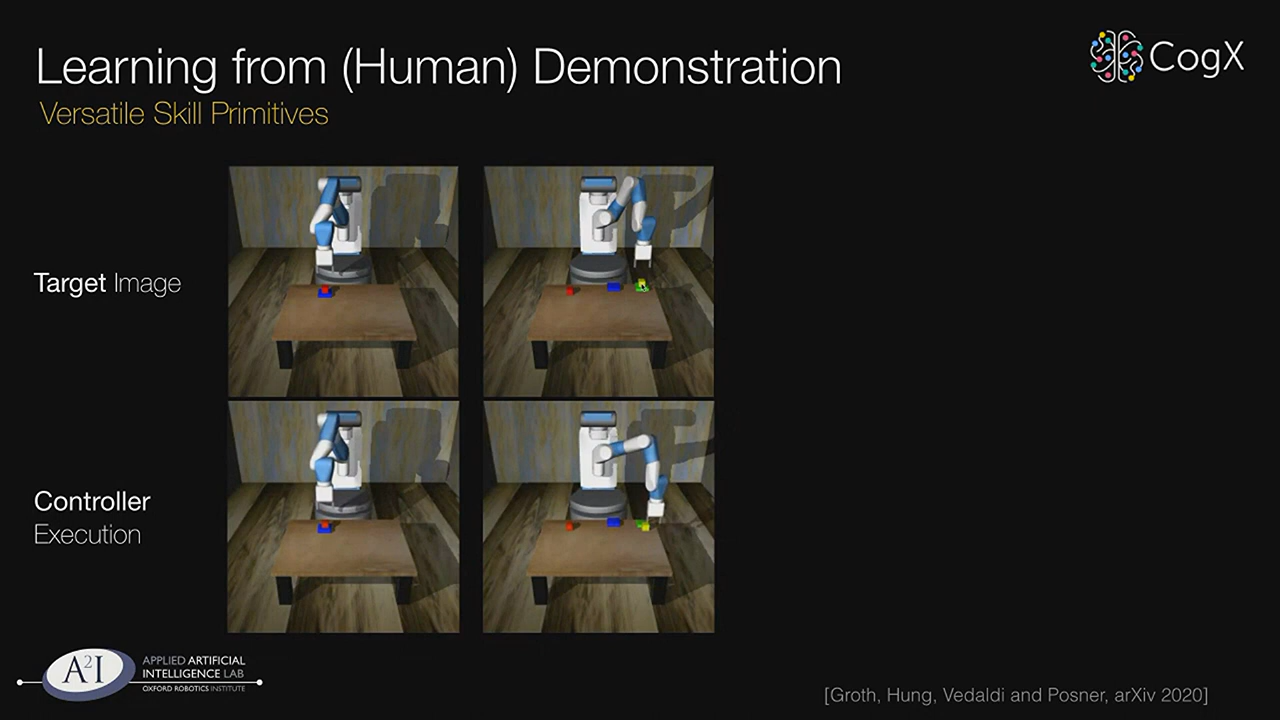 Learning from (Human) Demonstration
CogX
Versatile Skill Primitives
Target Image
Controller
Execution
A²I
APPLIED ARTIFICIAL
INTELLIGENCE LAB
OXFORD ROBOTICS INSTITUTE
[Groth, Hung, Vedaldi and Posner, arXiv 2020]